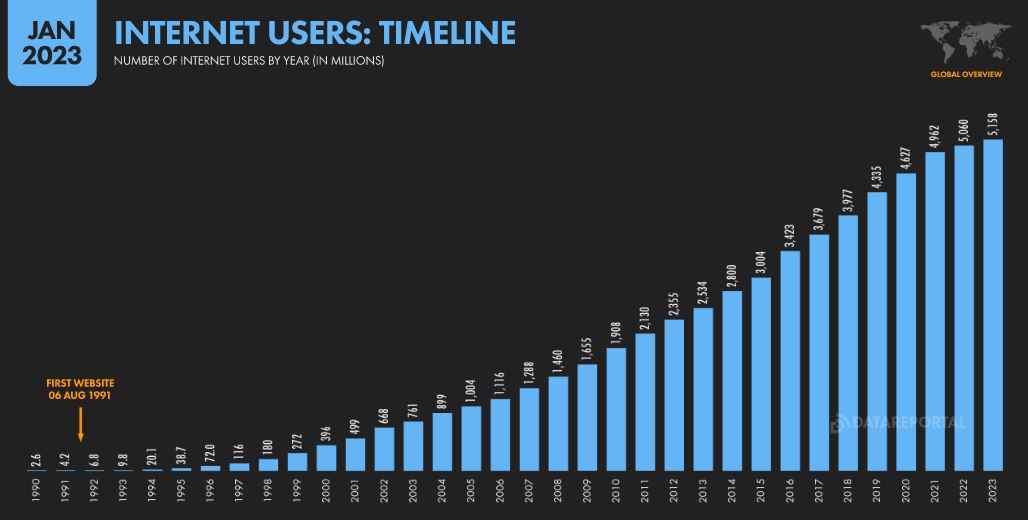 JAN
2023
INTERNET USERS: TIMELINE
NUMBER OF INTERNET USERS BY YEAR (IN MILLIONS)
GLOBAL OVERVIEW
FIRST WEBSITE
06 AUG 1991
2.6 4.2 6.8 9.8 20.1 38.7 72.0 116 180 272 396 499 668 761 899 1,004 1,116 1,288 1,460 1,655 1,908 2,130 2,355 2,534 2,800 3,004 3,423 3,679 3,977 4,335 4,627 4,962 5,060 5,158
DATAREPORTAL
1990 1991 1992 1993 1994 1995 1996 1997 1998 1999 2000 2001 2002 2003 2004 2005 2006 2007 2008 2009 2010 2011 2012 2013 2014 2015 2016 2017 2018 2019 2020 2021 2022 2023